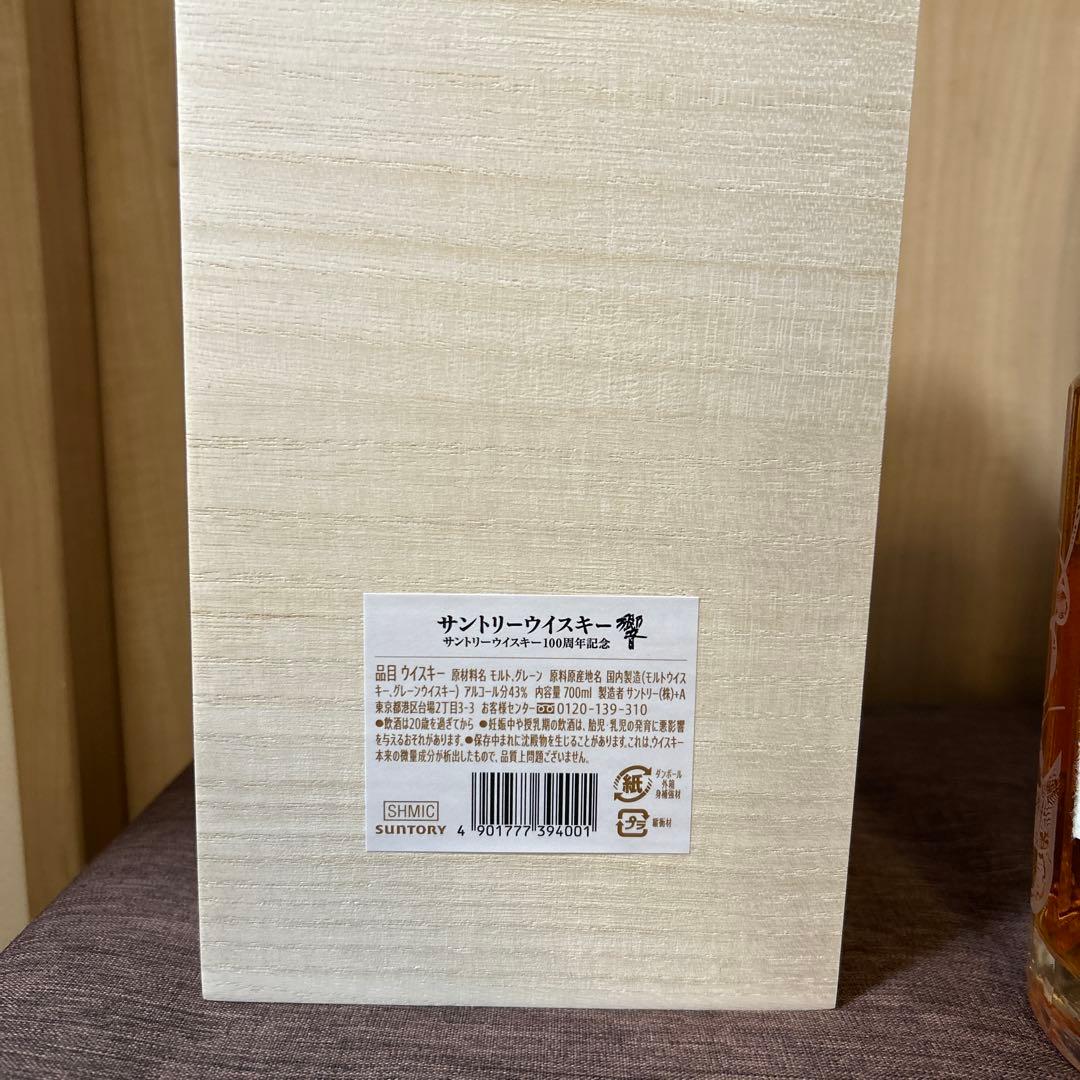 サントリーウイスキー響
サントリーウイスキー100周年記念
品目 ウイスキー 原材料名 モルト、グレーン 原料原産地名 国内製造(モルトウイス
キー、グレーンウイスキー) アルコール分43% 内容量 700ml 製造者 サントリー(株)+A
東京都港区台場2丁目3-3 お客様センター 0120-139-310
●飲酒は20歳を過ぎてから ●妊娠中や授乳期の飲酒は、胎児・乳児の発育に悪影響
を与えるおそれがあります。●保存中まれに沈殿物を生じることがあります。これは、ウイスキー
本来の微量成分が析出したもので、品質上問題ございません。
SHMIC
SUNTORY
4 901777 394001
紙
ダンボール
外箱
身補強材
プラ
緩衝材